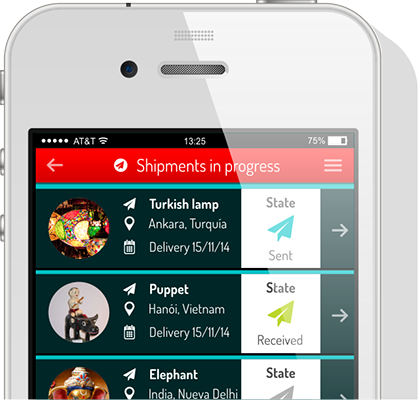 AT&T 13:25 75%
Shipments in progress
Turkish lamp
Ankara, Turquía
Delivery 15/11/14
State
Sent
Puppet
Hanói, Vietnam
Delivery 15/11/14
State
Received
Elephant
India, Nueva Delhi
State